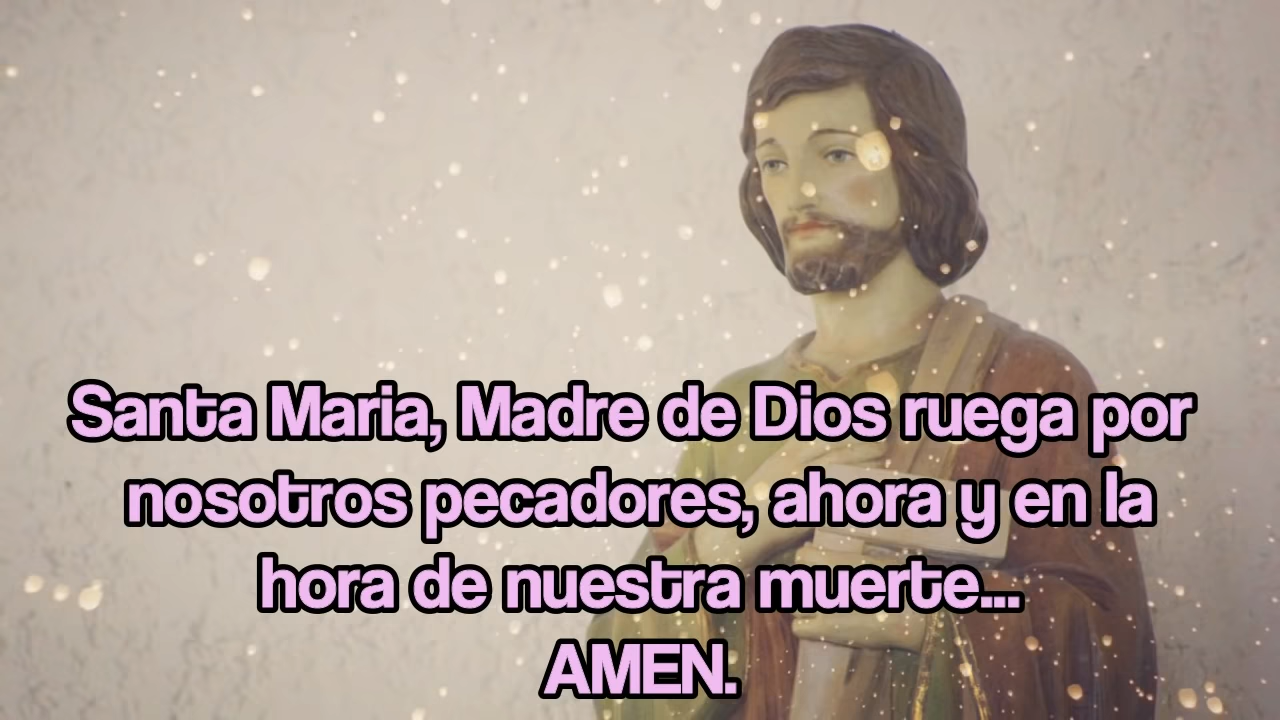 Santa Maria, Madre de Dios ruega por
nosotros pecadores, ahora y en la
hora de nuestra muerte...
AMEN.